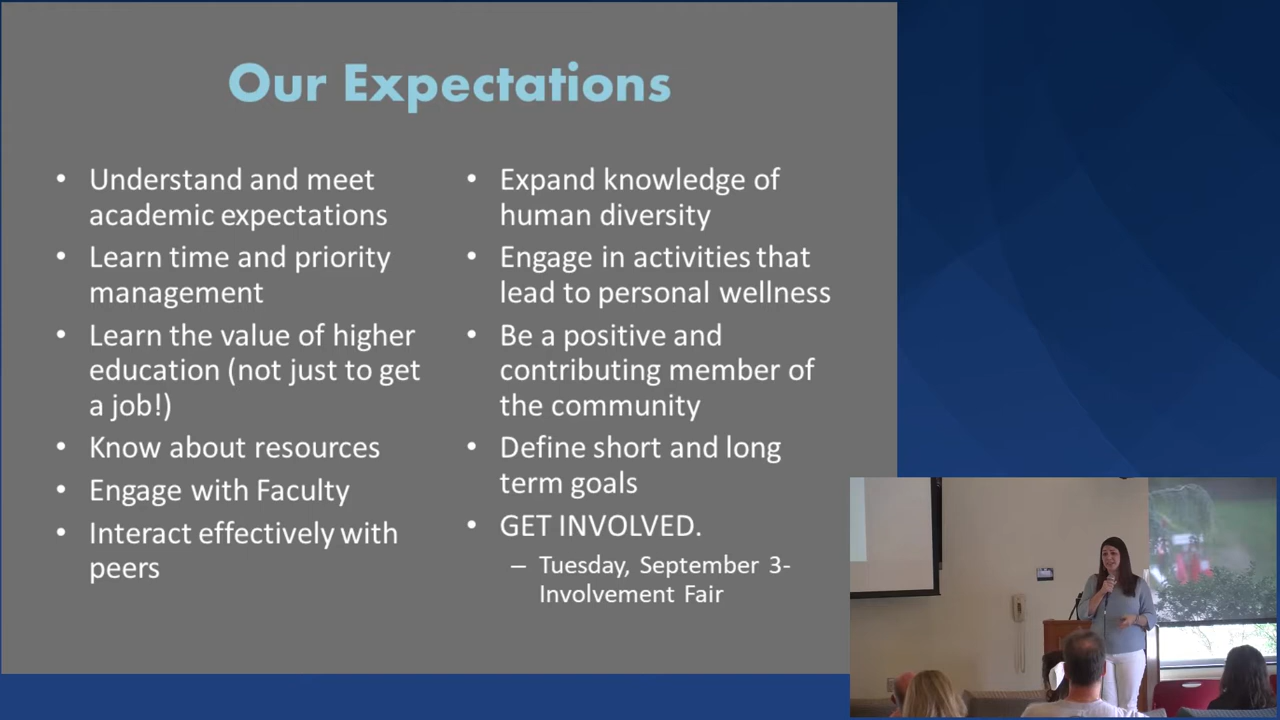 Our Expectations
• Understand and meet
academic expectations
• Learn time and priority
management
• Learn the value of higher
education (not just to get
a job!)
• Know about resources
• Engage with Faculty
• Interact effectively with
peers
• Expand knowledge of
human diversity
• Engage in activities that
lead to personal wellness
• Be a positive and
contributing member of
the community
• Define short and long
term goals
• GET INVOLVED.
– Tuesday, September 3-
Involvement Fair